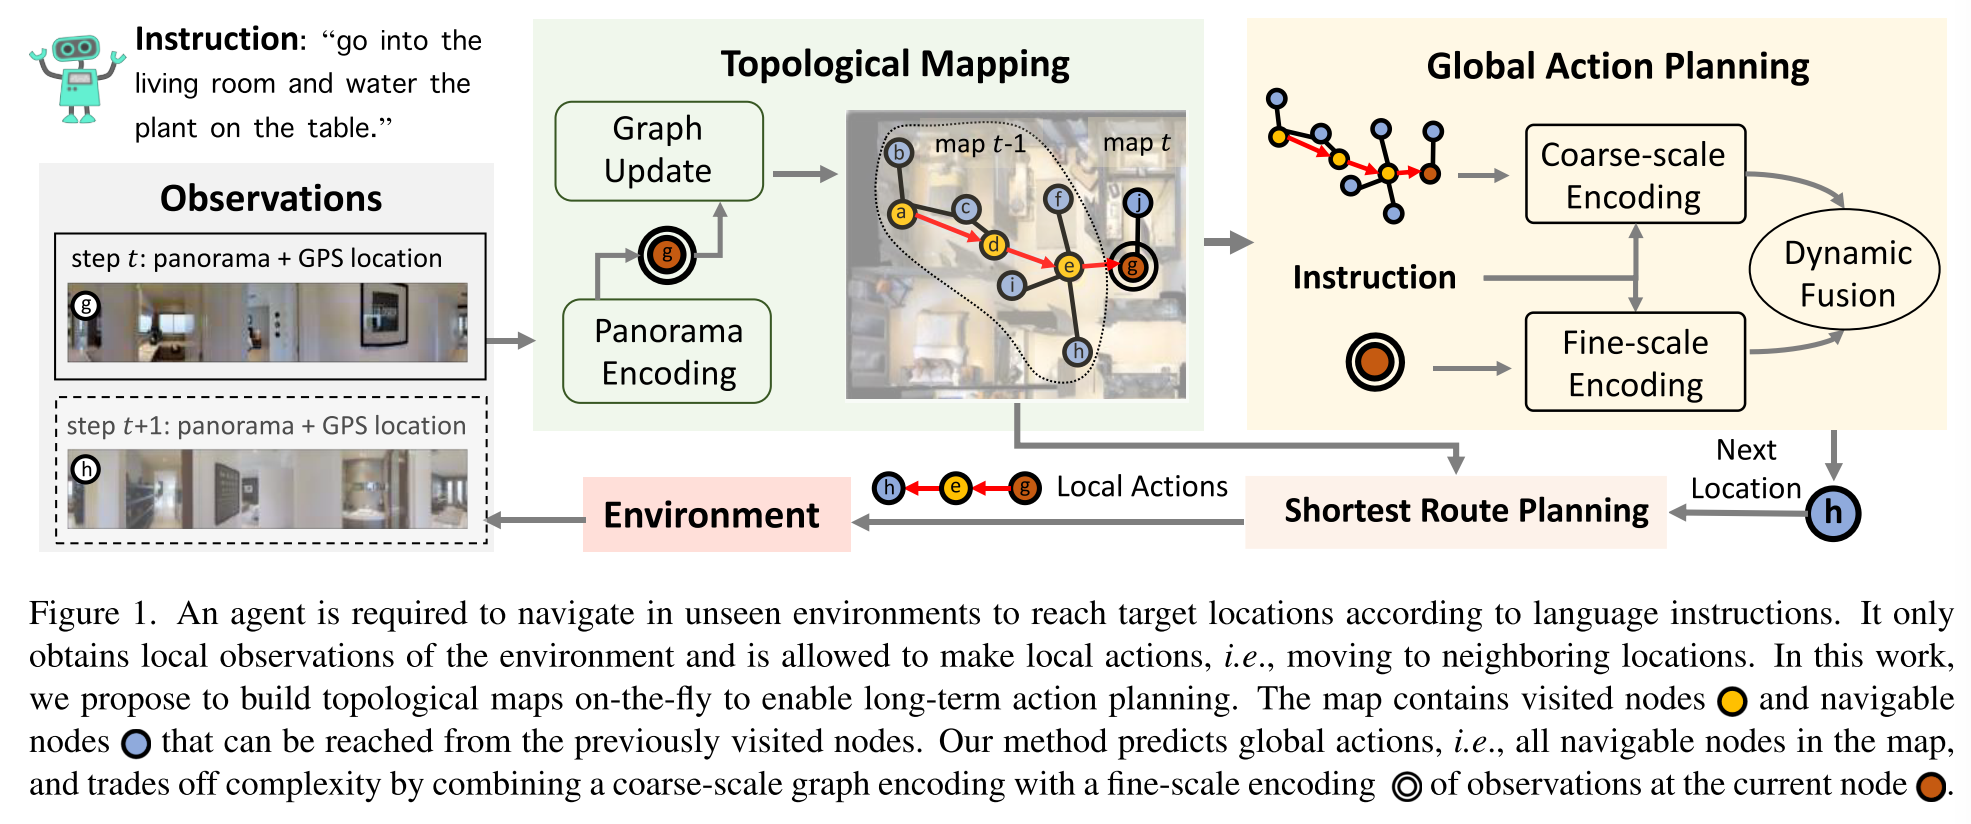 Instruction: “go into the
living room and water the
plant on the table.”
Observations
step t: panorama + GPS location
g
step t+1: panorama + GPS location
h
Topological Mapping
Graph
Update
g
Panorama
Encoding
map t-1
map t
b
a
c
d
f
e
i
h
j
g
Global Action Planning
Coarse-scale
Encoding
Instruction
Dynamic
Fusion
Fine-scale
Encoding
Next
Location
h
Shortest Route Planning
h e g Local Actions
Environment
Figure 1. An agent is required to navigate in unseen environments to reach target locations according to language instructions. It only
obtains local observations of the environment and is allowed to make local actions, i.e., moving to neighboring locations. In this work,
we propose to build topological maps on-the-fly to enable long-term action planning. The map contains visited nodes and navigable
nodes that can be reached from the previously visited nodes. Our method predicts global actions, i.e., all navigable nodes in the map,
and trades off complexity by combining a coarse-scale graph encoding with a fine-scale encoding of observations at the current node .